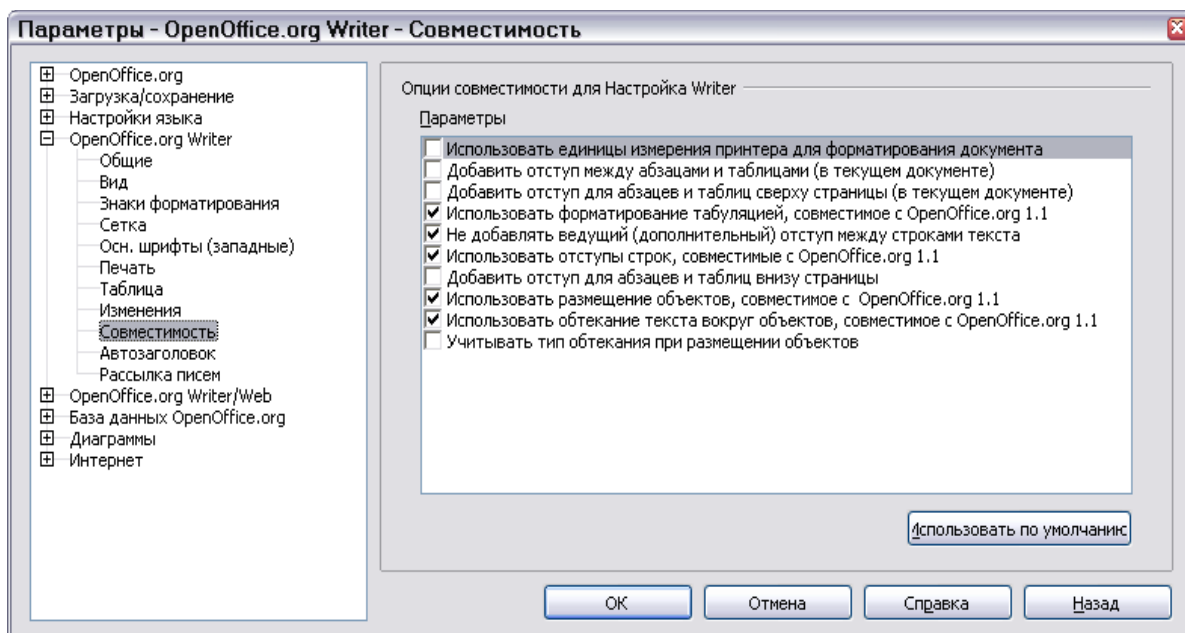 Параметры - OpenOffice.org Writer - Совместимость
OpenOffice.org
Загрузка/сохранение
Настройки языка
OpenOffice.org Writer
Общие
Вид
Знаки форматирования
Сетка
Осн. шрифты (западные)
Печать
Таблица
Изменения
Совместимость
Автозаголовок
Рассылка писем
OpenOffice.org Writer/Web
База данных OpenOffice.org
Диаграммы
Интернет
Опции совместимости для Настройка Writer
Параметры
Использовать единицы измерения принтера для форматирования документа
Добавить отступ между абзацами и таблицами (в текущем документе)
Добавить отступ для абзацев и таблиц сверху страницы (в текущем документе)
Использовать форматирование табуляцией, совместимое с OpenOffice.org 1.1
Не добавлять ведущий (дополнительный) отступ между строками текста
Использовать отступы строк, совместимые с OpenOffice.org 1.1
Добавить отступ для абзацев и таблиц внизу страницы
Использовать размещение объектов, совместимое с OpenOffice.org 1.1
Использовать обтекание текста вокруг объектов, совместимое с OpenOffice.org 1.1
Учитывать тип обтекания при размещении объектов
Использовать по умолчанию
ОК
Отмена
Справка
Назад